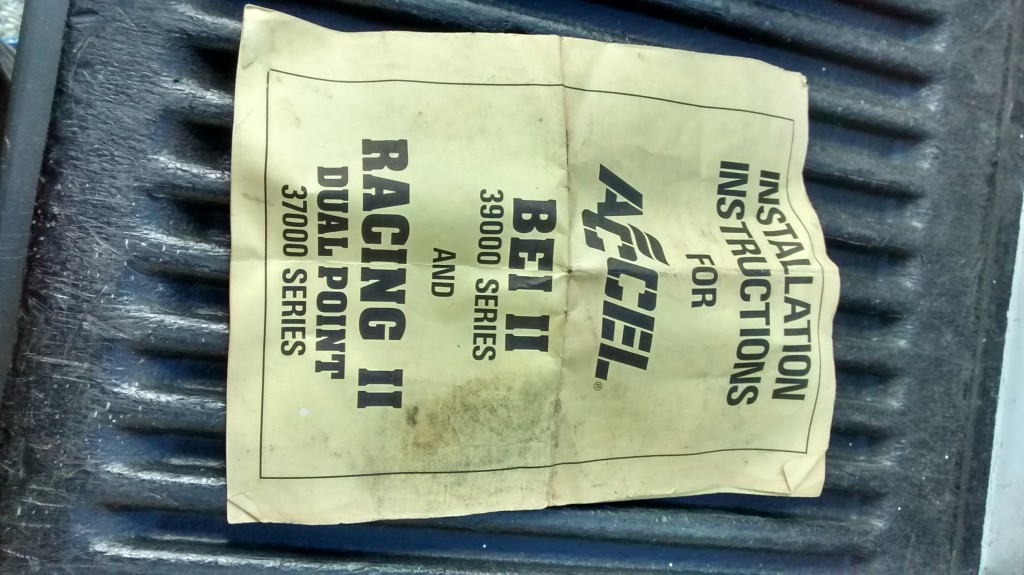 INSTALLATION
INSTRUCTIONS
FOR
ACCEL®
BEI II
39000 SERIES
AND
RACING II
DUAL POINT
37000 SERIES